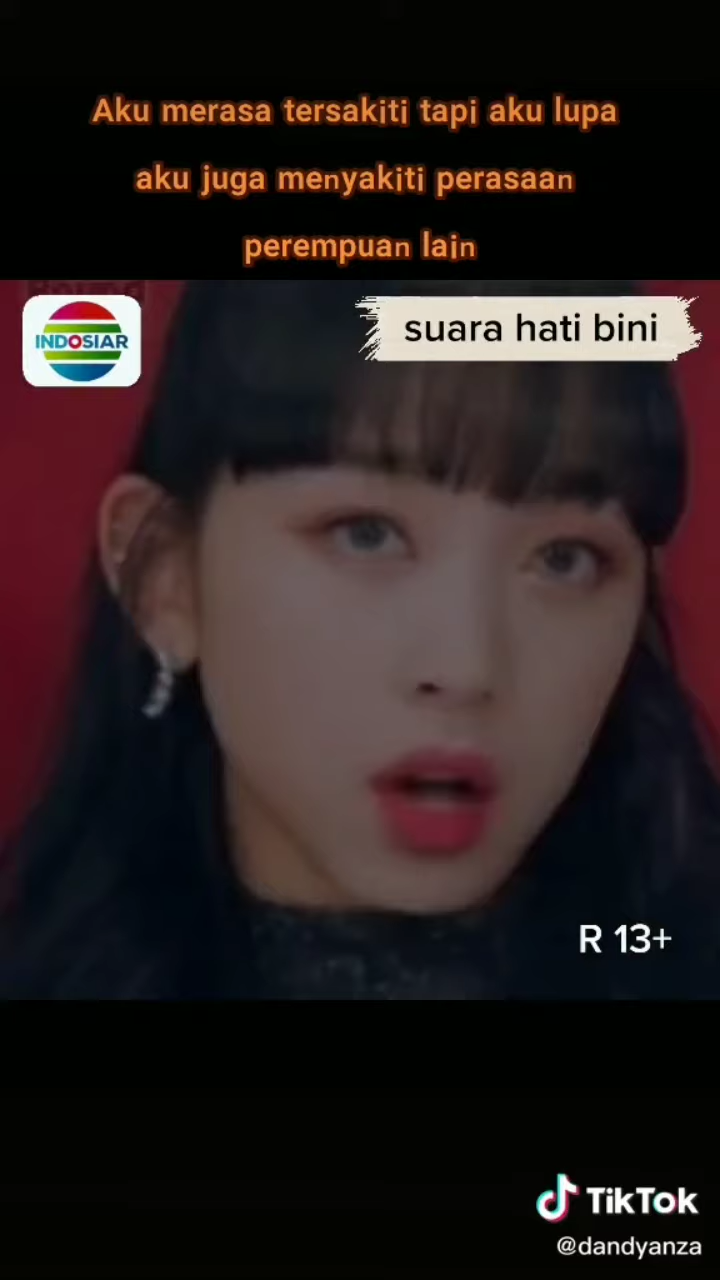 Aku merasa tersakiti tapi aku lupa
aku juga menyakiti perasaan
perempuan lain
INDOSIAR
suara hati bini
R 13+
TikTok
@dandyanza